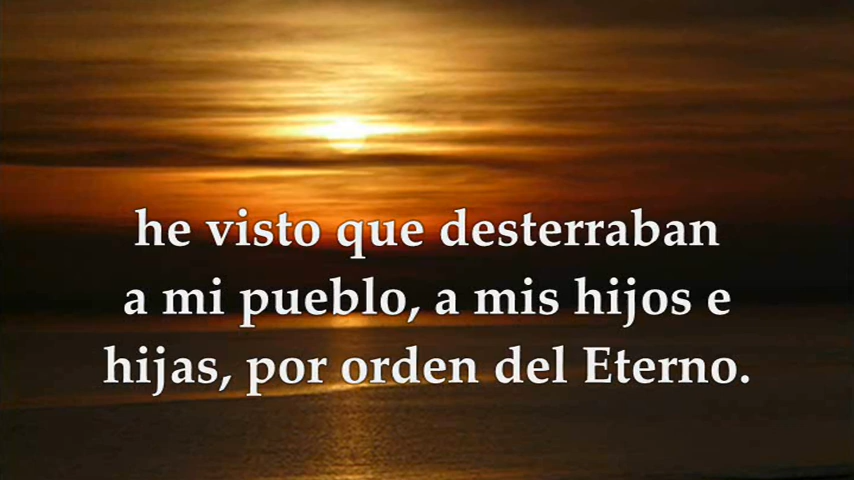 he visto que desterraban
a mi pueblo, a mis hijos e
hijas, por orden del Eterno.